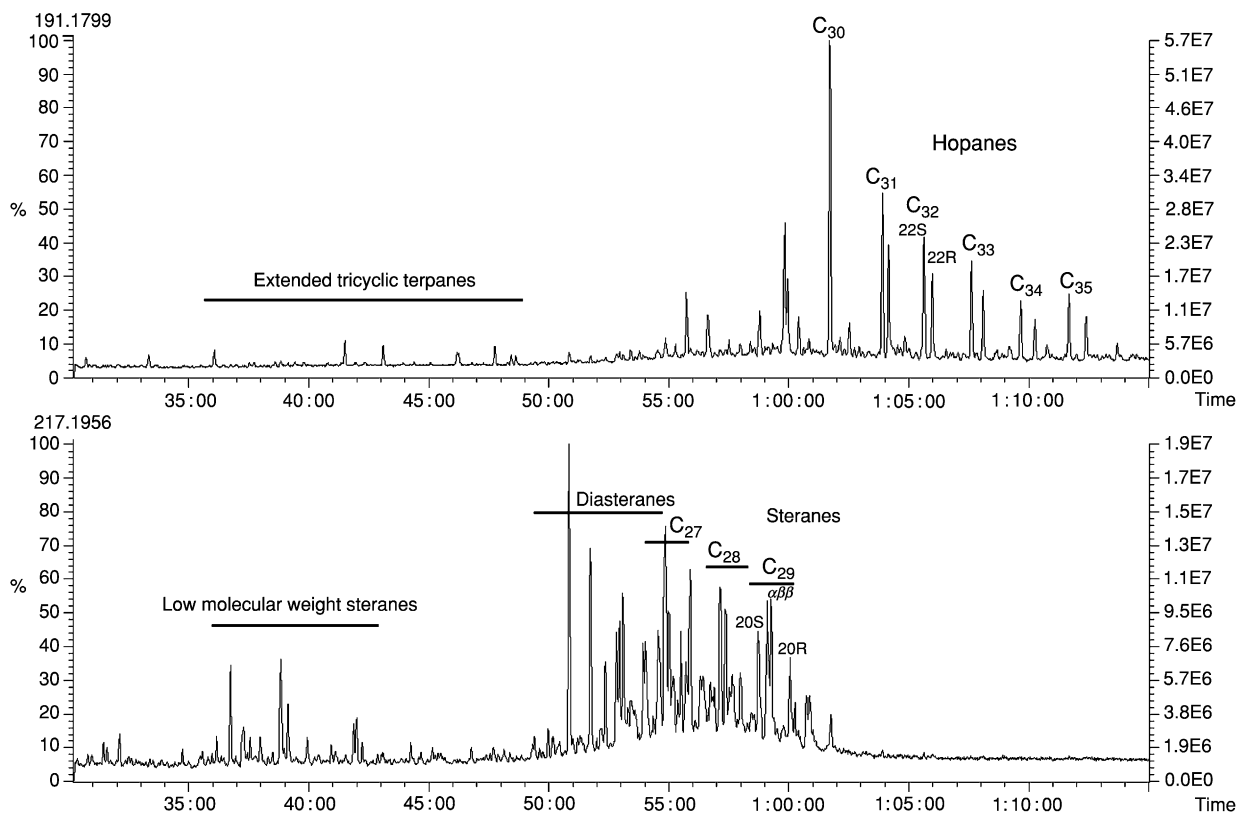 191.1799
100
90
80
70
60
50
40
30
20
10
0
%
5.7E7
5.1E7
4.6E7
4.0E7
3.4E7
2.8E7
2.3E7
1.7E7
1.1E7
5.7E6
0.0E0
C30
Hopanes
C31
C32
22S
22R
C33
C34
C35
Extended tricyclic terpanes
35:00 40:00 45:00 50:00 55:00 1:00:00 1:05:00 1:10:00 Time
217.1956
100
90
80
70
60
50
40
30
20
10
0
%
1.9E7
1.7E7
1.5E7
1.3E7
1.1E7
9.5E6
7.6E6
5.7E6
3.8E6
1.9E6
0.0E0
Diasteranes
Steranes
C27
C28
C29
αββ
20S
20R
Low molecular weight steranes
35:00 40:00 45:00 50:00 55:00 1:00:00 1:05:00 1:10:00 Time